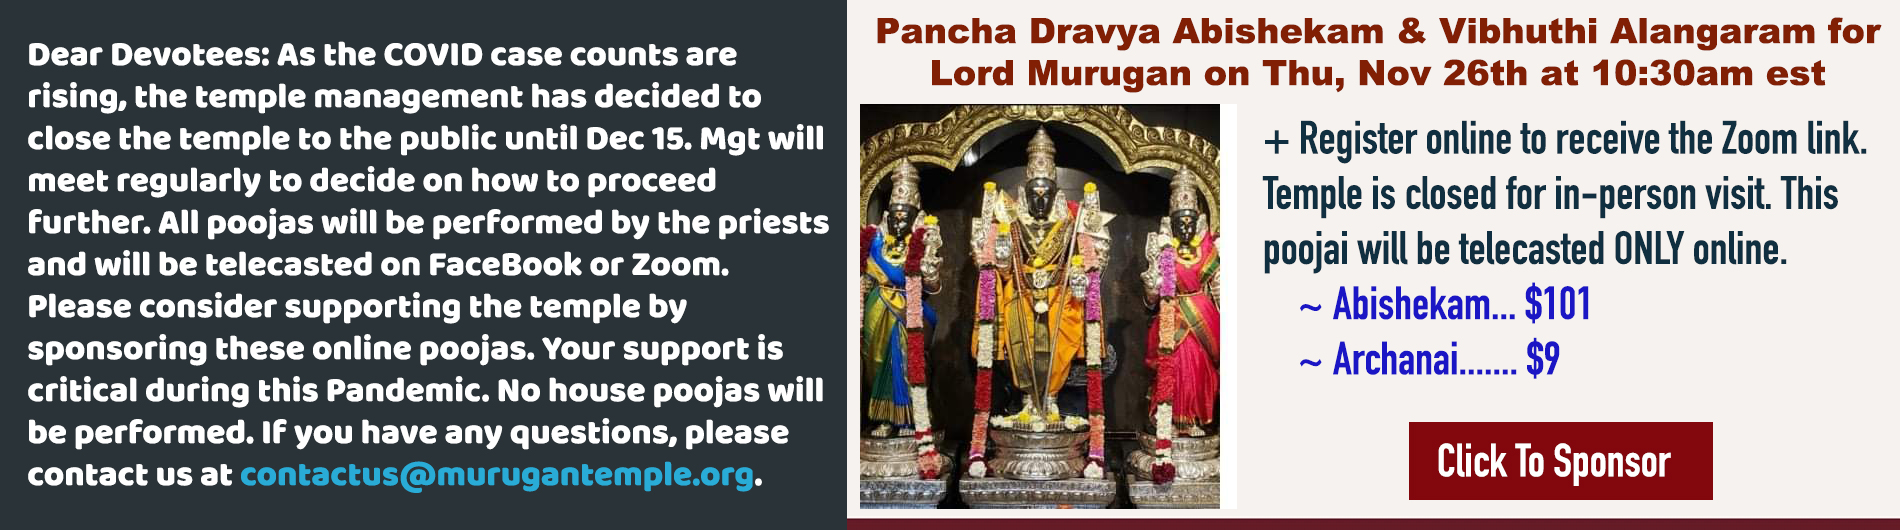 Dear Devotees: As the COVID case counts are
rising, the temple management has decided to
close the temple to the public until Dec 15. Mgt will
meet regularly to decide on how to proceed
further. All poojas will be performed by the priests
and will be telecasted on FaceBook or Zoom.
Please consider supporting the temple by
sponsoring these online poojas. Your support is
critical during this Pandemic. No house poojas will
be performed. If you have any questions, please
contact us at contactus@murugantemple.org.
Pancha Dravya Abishekam & Vibhuthi Alangaram for
Lord Murugan on Thu, Nov 26th at 10:30am est
+ Register online to receive the Zoom link.
Temple is closed for in-person visit. This
poojai will be telecasted ONLY online.
~ Abishekam... $101
~ Archanai....... $9
Click To Sponsor